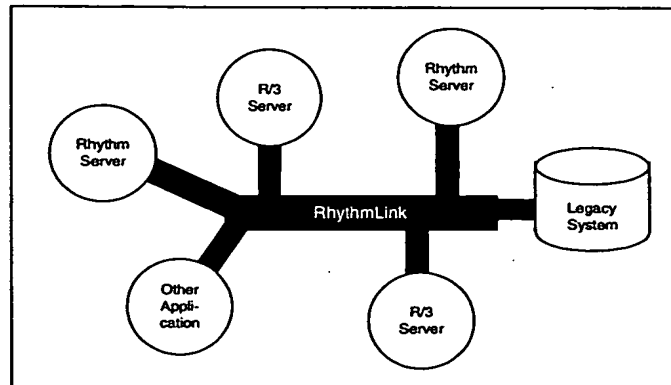 Rhythm
Server
R/3
Server
Rhythm
Server
RhythmLink
Legacy
System
Other
Appli-
cation
R/3
Server